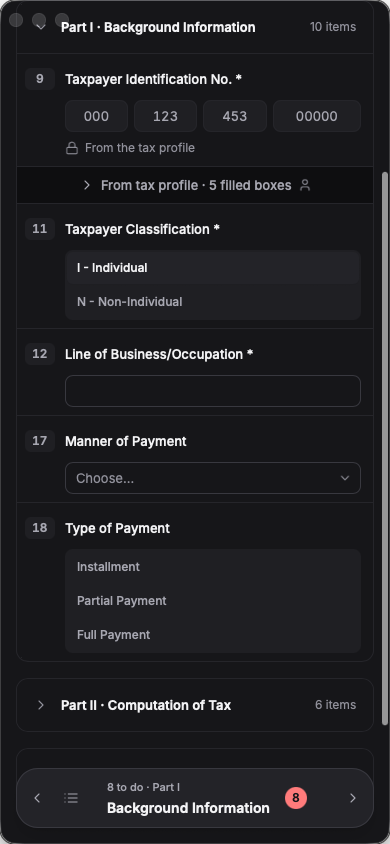 Part I · Background Information
10 items
9
Taxpayer Identification No. *
000 123 453 00000
From the tax profile
From tax profile · 5 filled boxes
11
Taxpayer Classification *
I - Individual
N - Non-Individual
12
Line of Business/Occupation *
17
Manner of Payment
Choose...
18
Type of Payment
Installment
Partial Payment
Full Payment
Part II · Computation of Tax
6 items
8 to do · Part I
Background Information
8